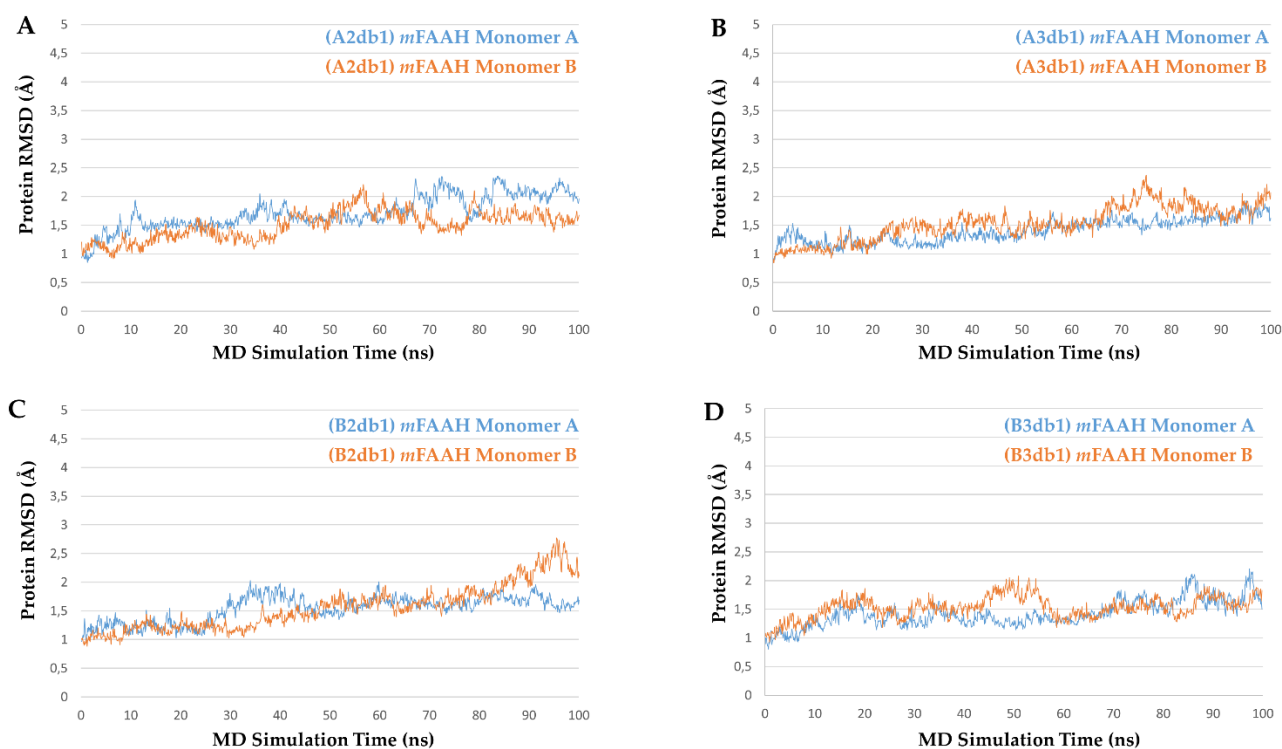 A
(A2db1) mFAAH Monomer A
(A2db1) mFAAH Monomer B
Protein RMSD (Å)
5
4,5
4
3,5
3
2,5
2
1,5
1
0,5
0
0 10 20 30 40 50 60 70 80 90 100
MD Simulation Time (ns)
B
(A3db1) mFAAH Monomer A
(A3db1) mFAAH Monomer B
Protein RMSD (Å)
5
4,5
4
3,5
3
2,5
2
1,5
1
0,5
0
0 10 20 30 40 50 60 70 80 90 100
MD Simulation Time (ns)
C
(B2db1) mFAAH Monomer A
(B2db1) mFAAH Monomer B
Protein RMSD (Å)
5
4,5
4
3,5
3
2,5
2
1,5
1
0,5
0
0 10 20 30 40 50 60 70 80 90 100
MD Simulation Time (ns)
D
(B3db1) mFAAH Monomer A
(B3db1) mFAAH Monomer B
Protein RMSD (Å)
5
4,5
4
3,5
3
2,5
2
1,5
1
0,5
0
0 10 20 30 40 50 60 70 80 90 100
MD Simulation Time (ns)